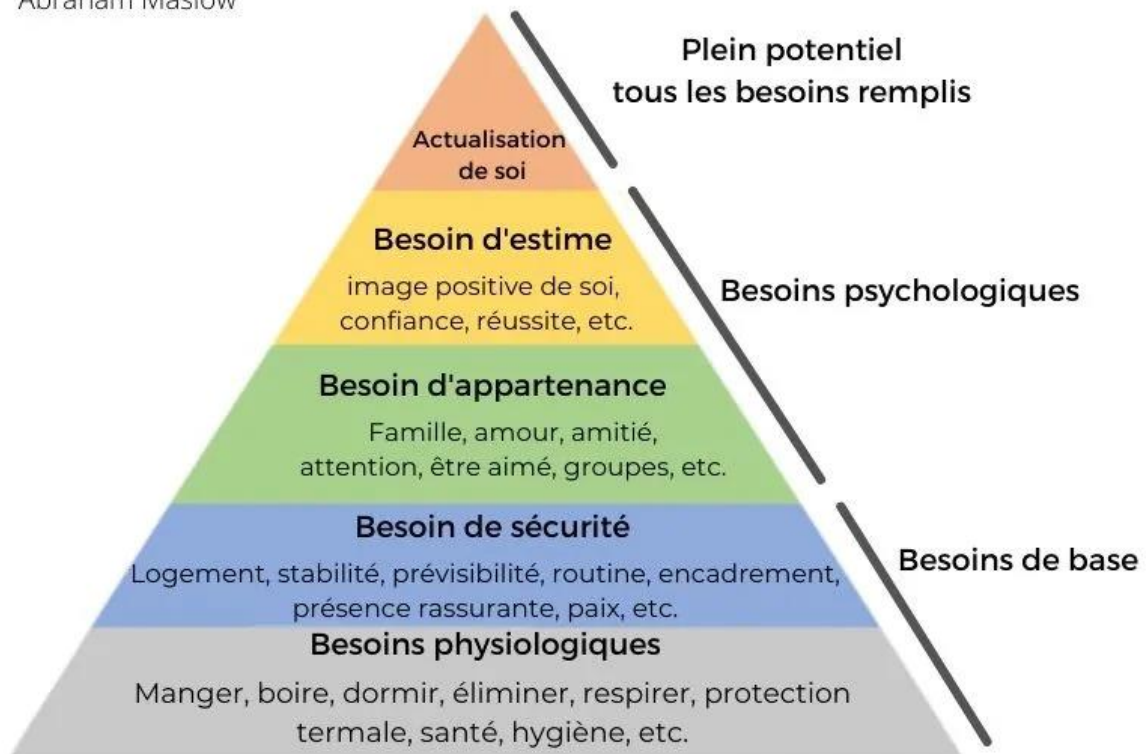 Abraham Maslow
Plein potentiel
tous les besoins remplis
Actualisation
de soi
Besoin d'estime
image positive de soi,
confiance, réussite, etc.
Besoins psychologiques
Besoin d'appartenance
Famille, amour, amitié,
attention, être aimé, groupes, etc.
Besoin de sécurité
Logement, stabilité, prévisibilité, routine, encadrement,
présence rassurante, paix, etc.
Besoins de base
Besoins physiologiques
Manger, boire, dormir, éliminer, respirer, protection
termale, santé, hygiène, etc.